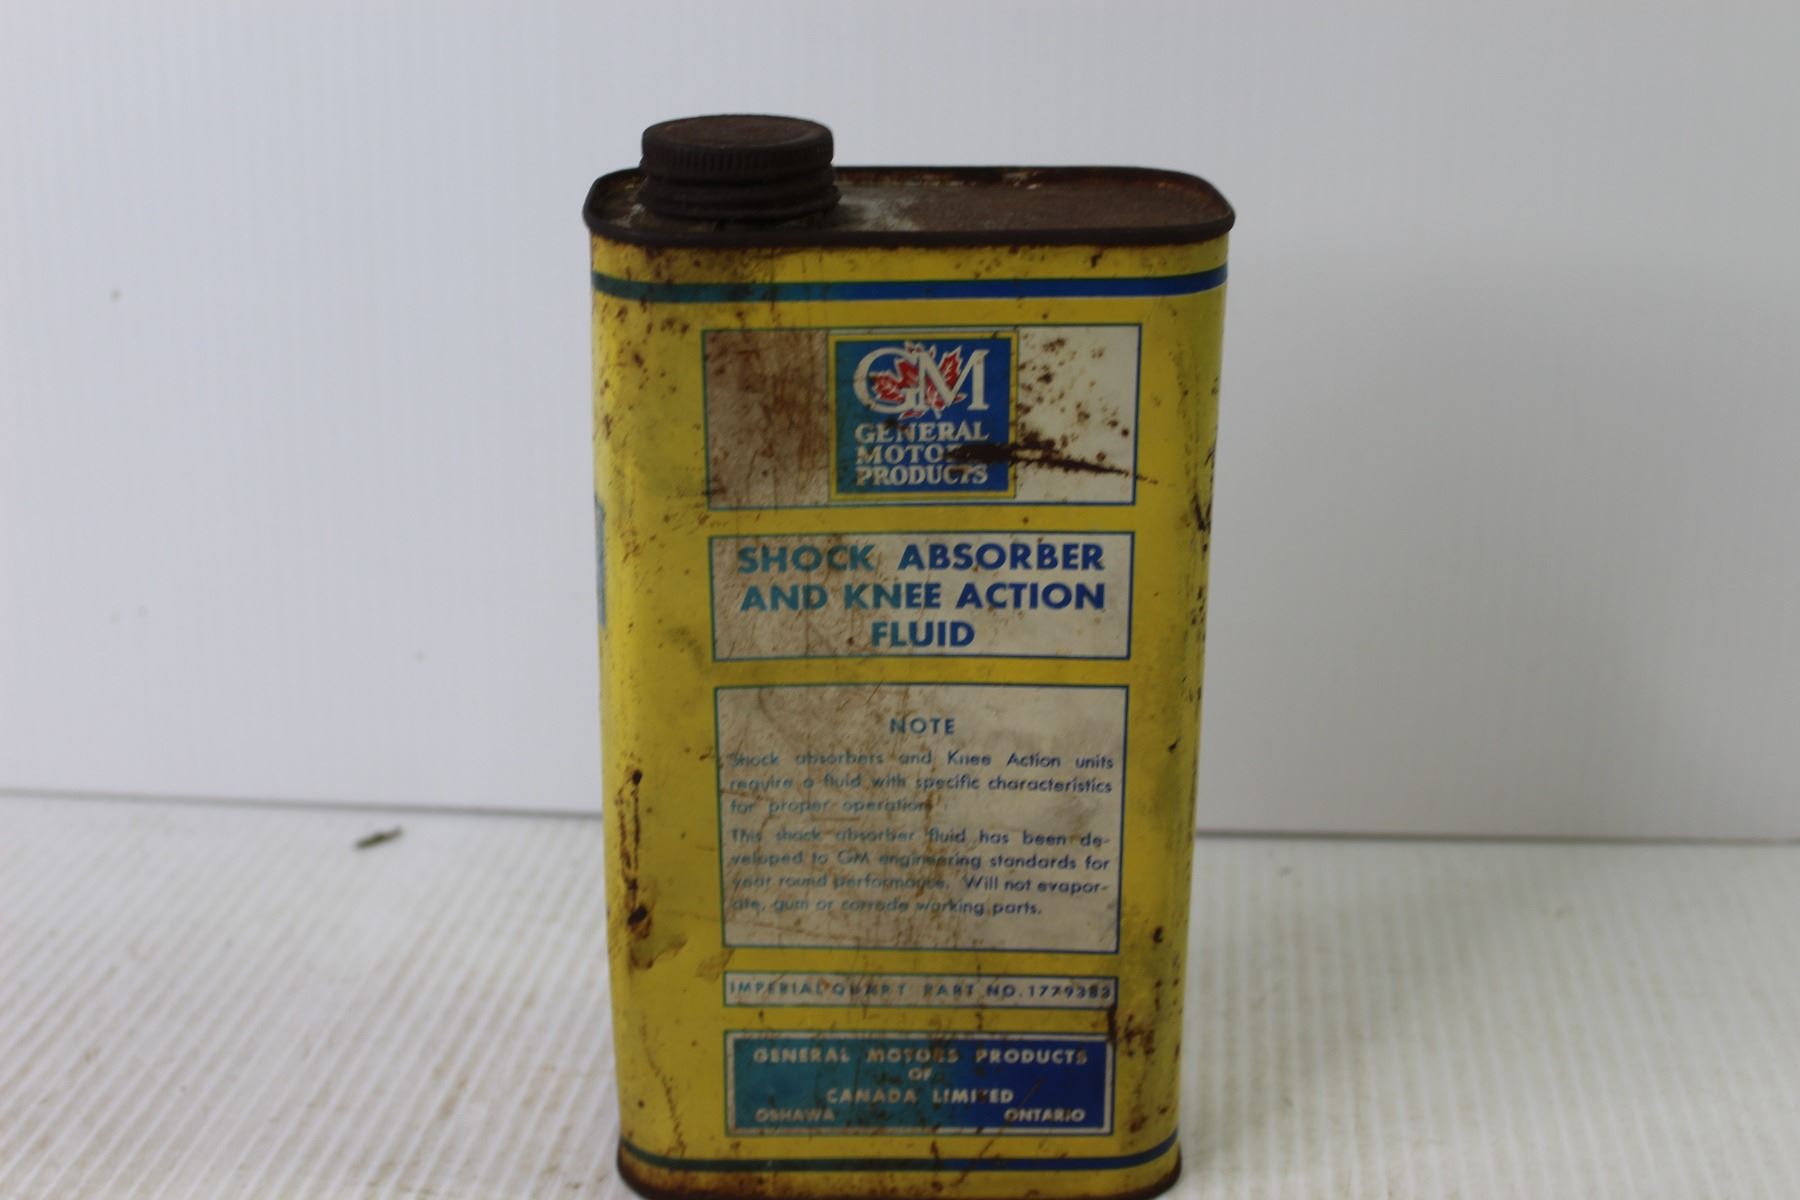 GM
GENERAL
MOTORS
PRODUCTS
SHOCK ABSORBER
AND KNEE ACTION
FLUID
NOTE
Shock absorbers and Knee Action units
require a fluid with specific characteristics
for proper operation.
This shock absorber fluid has been de-
veloped to GM engineering standards for
year round performance. Will not evapor-
ate, gum or corrode working parts.
IMPERIAL QUART PART NO. 1779383
GENERAL MOTORS PRODUCTS
OF
CANADA LIMITED
OSHAWA ONTARIO